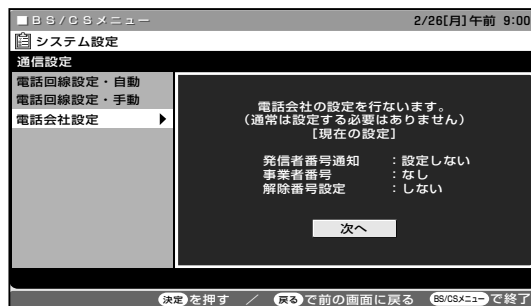 ■BS/CSメニュー 2/26[月]午前 9:00
システム設定
通信設定
電話回線設定・自動
電話回線設定・手動
電話会社設定 ▶
電話会社の設定を行ないます。
(通常は設定する必要はありません)
[現在の設定]
発信者番号通知 :設定しない
事業者番号 :なし
解除番号設定 :しない
次へ
決定を押す / 戻るで前の画面に戻る BS/CSメニューで終了